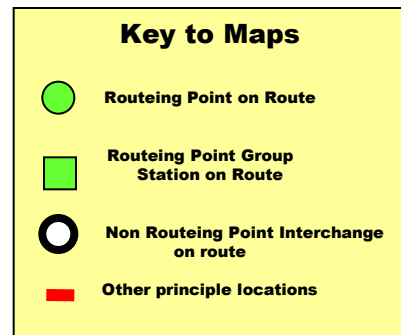 Key to Maps
Routeing Point on Route
Routeing Point Group
Station on Route
Non Routeing Point Interchange
on route
Other principle locations